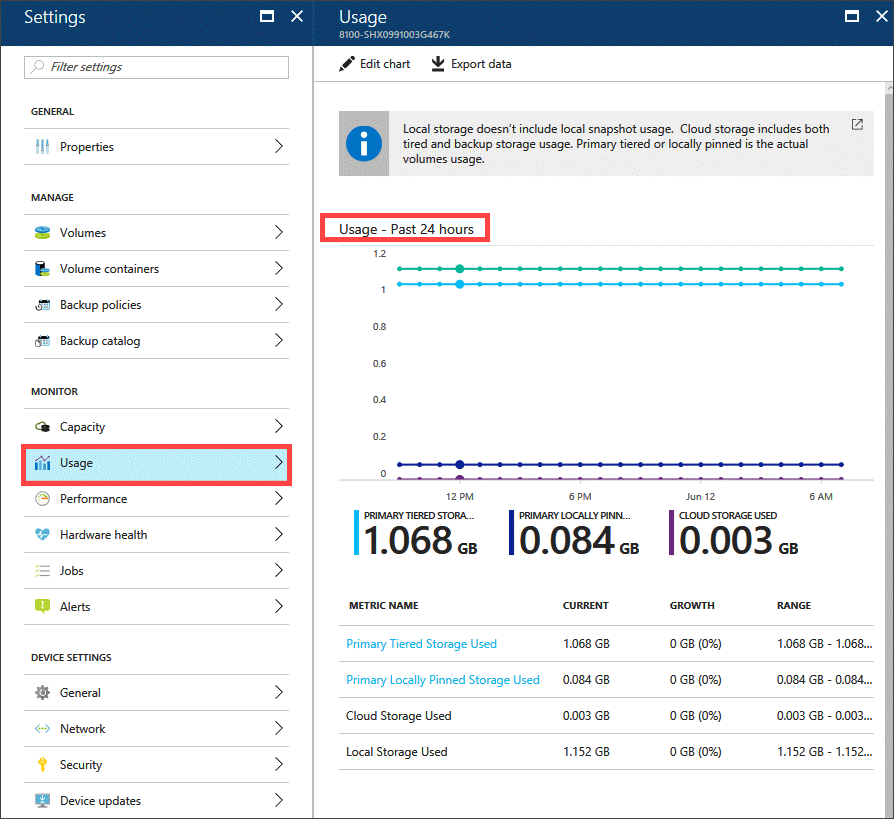 Settings
Filter settings
GENERAL
Properties
MANAGE
Volumes
Volume containers
Backup policies
Backup catalog
MONITOR
Capacity
Usage
Performance
Hardware health
Jobs
Alerts
DEVICE SETTINGS
General
Network
Security
Device updates
Usage
8100-SHX0991003G467K
Edit chart
Export data
Local storage doesn't include local snapshot usage. Cloud storage includes both
tired and backup storage usage. Primary tiered or locally pinned is the actual
volumes usage.
Usage - Past 24 hours
1.2
1
0.8
0.6
0.4
0.2
0
12 PM 6 PM Jun 12 6 AM
PRIMARY TIERED STORA... PRIMARY LOCALLY PINN... CLOUD STORAGE USED
1.068 GB 0.084 GB 0.003 GB
METRIC NAME CURRENT GROWTH RANGE
Primary Tiered Storage Used 1.068 GB 0 GB (0%) 1.068 GB - 1.068...
Primary Locally Pinned Storage Used 0.084 GB 0 GB (0%) 0.084 GB - 0.084...
Cloud Storage Used 0.003 GB 0 GB (0%) 0.003 GB - 0.003...
Local Storage Used 1.152 GB 0 GB (0%) 1.152 GB - 1.152...